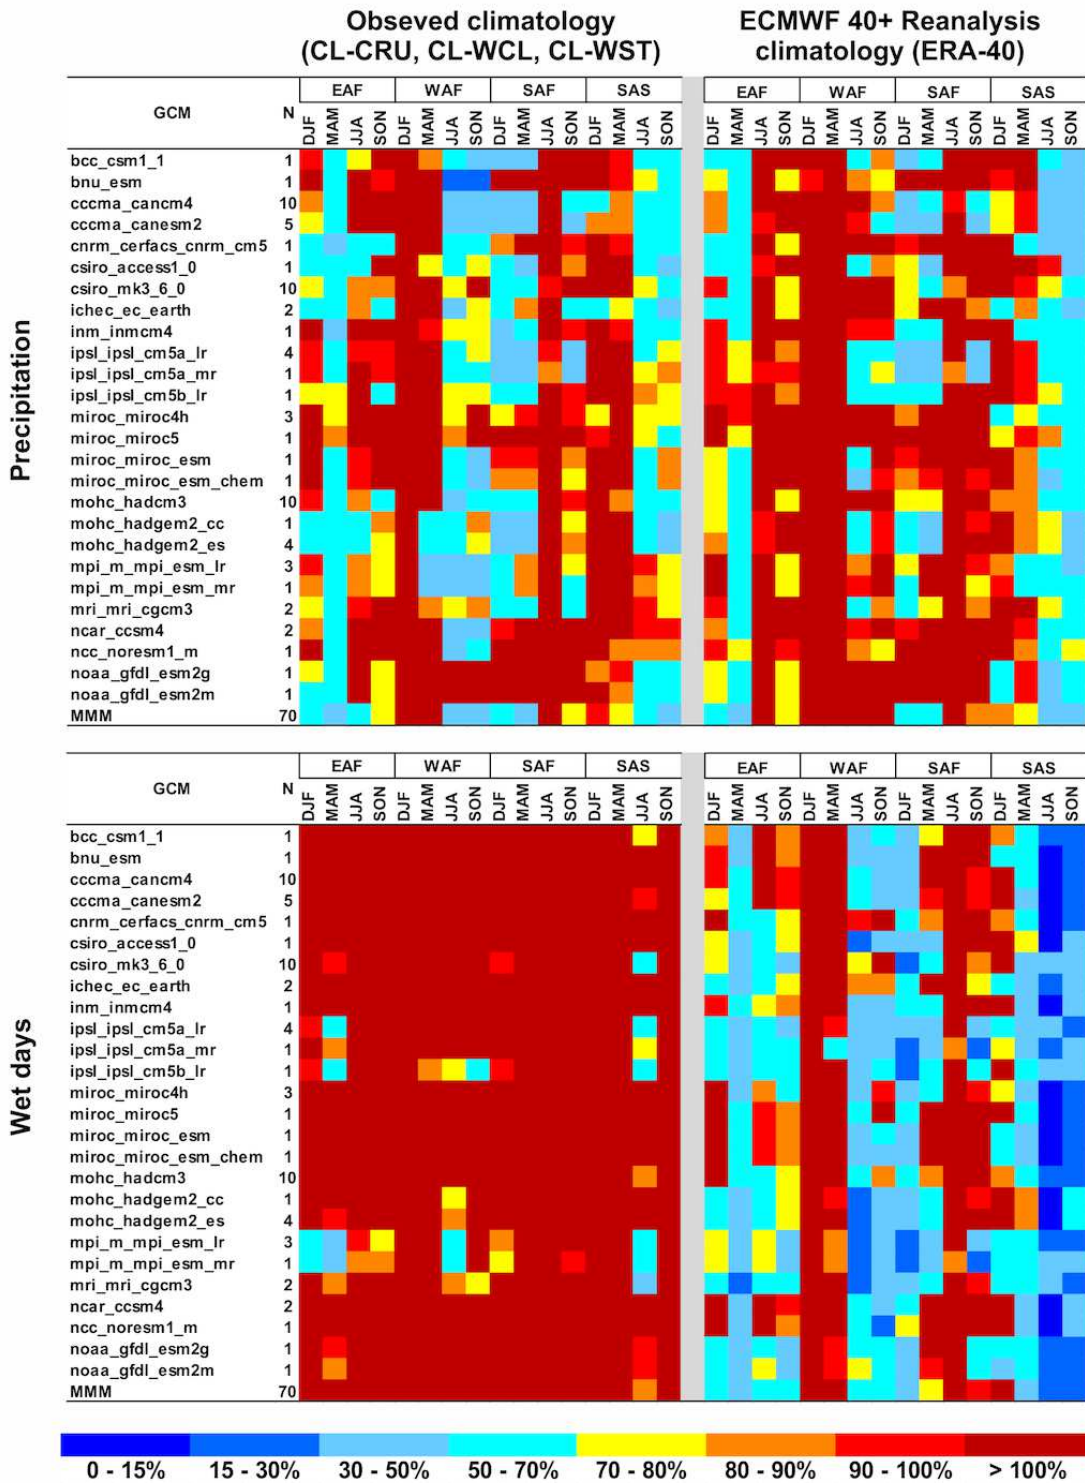 Obseved climatology
(CL-CRU, CL-WCL, CL-WST)
ECMWF 40+ Reanalysis
climatology (ERA-40)
Precipitation
GCM N EAF WAF SAF SAS EAF WAF SAF SAS
DJF MAM JJA SON DJF MAM JJA SON DJF MAM JJA SON DJF MAM JJA SON DJF MAM JJA SON DJF MAM JJA SON DJF MAM JJA SON DJF MAM JJA SON
bcc_csm1_1 1
bnu_esm 1
cccma_cancm4 10
cccma_canesm2 5
cnrm_cerfacs_cnrm_cm5 1
csiro_access1_0 1
csiro_mk3_6_0 10
ichec_ec_earth 2
inm_inmcm4 1
ipsl_ipsl_cm5a_lr 4
ipsl_ipsl_cm5a_mr 1
ipsl_ipsl_cm5b_lr 1
miroc_miroc4h 3
miroc_miroc5 1
miroc_miroc_esm 1
miroc_miroc_esm_chem 1
mohc_hadcm3 10
mohc_hadgem2_cc 1
mohc_hadgem2_es 4
mpi_m_mpi_esm_lr 3
mpi_m_mpi_esm_mr 1
mri_mri_cgcm3 2
ncar_ccsm4 2
ncc_noresm1_m 1
noaa_gfdl_esm2g 1
noaa_gfdl_esm2m 1
MMM 70
Wet days
GCM N EAF WAF SAF SAS EAF WAF SAF SAS
DJF MAM JJA SON DJF MAM JJA SON DJF MAM JJA SON DJF MAM JJA SON DJF MAM JJA SON DJF MAM JJA SON DJF MAM JJA SON DJF MAM JJA SON
bcc_csm1_1 1
bnu_esm 1
cccma_cancm4 10
cccma_canesm2 5
cnrm_cerfacs_cnrm_cm5 1
csiro_access1_0 1
csiro_mk3_6_0 10
ichec_ec_earth 2
inm_inmcm4 1
ipsl_ipsl_cm5a_lr 4
ipsl_ipsl_cm5a_mr 1
ipsl_ipsl_cm5b_lr 1
miroc_miroc4h 3
miroc_miroc5 1
miroc_miroc_esm 1
miroc_miroc_esm_chem 1
mohc_hadcm3 10
mohc_hadgem2_cc 1
mohc_hadgem2_es 4
mpi_m_mpi_esm_lr 3
mpi_m_mpi_esm_mr 1
mri_mri_cgcm3 2
ncar_ccsm4 2
ncc_noresm1_m 1
noaa_gfdl_esm2g 1
noaa_gfdl_esm2m 1
MMM 70
0 - 15% 15 - 30% 30 - 50% 50 - 70% 70 - 80% 80 - 90% 90 - 100% > 100%